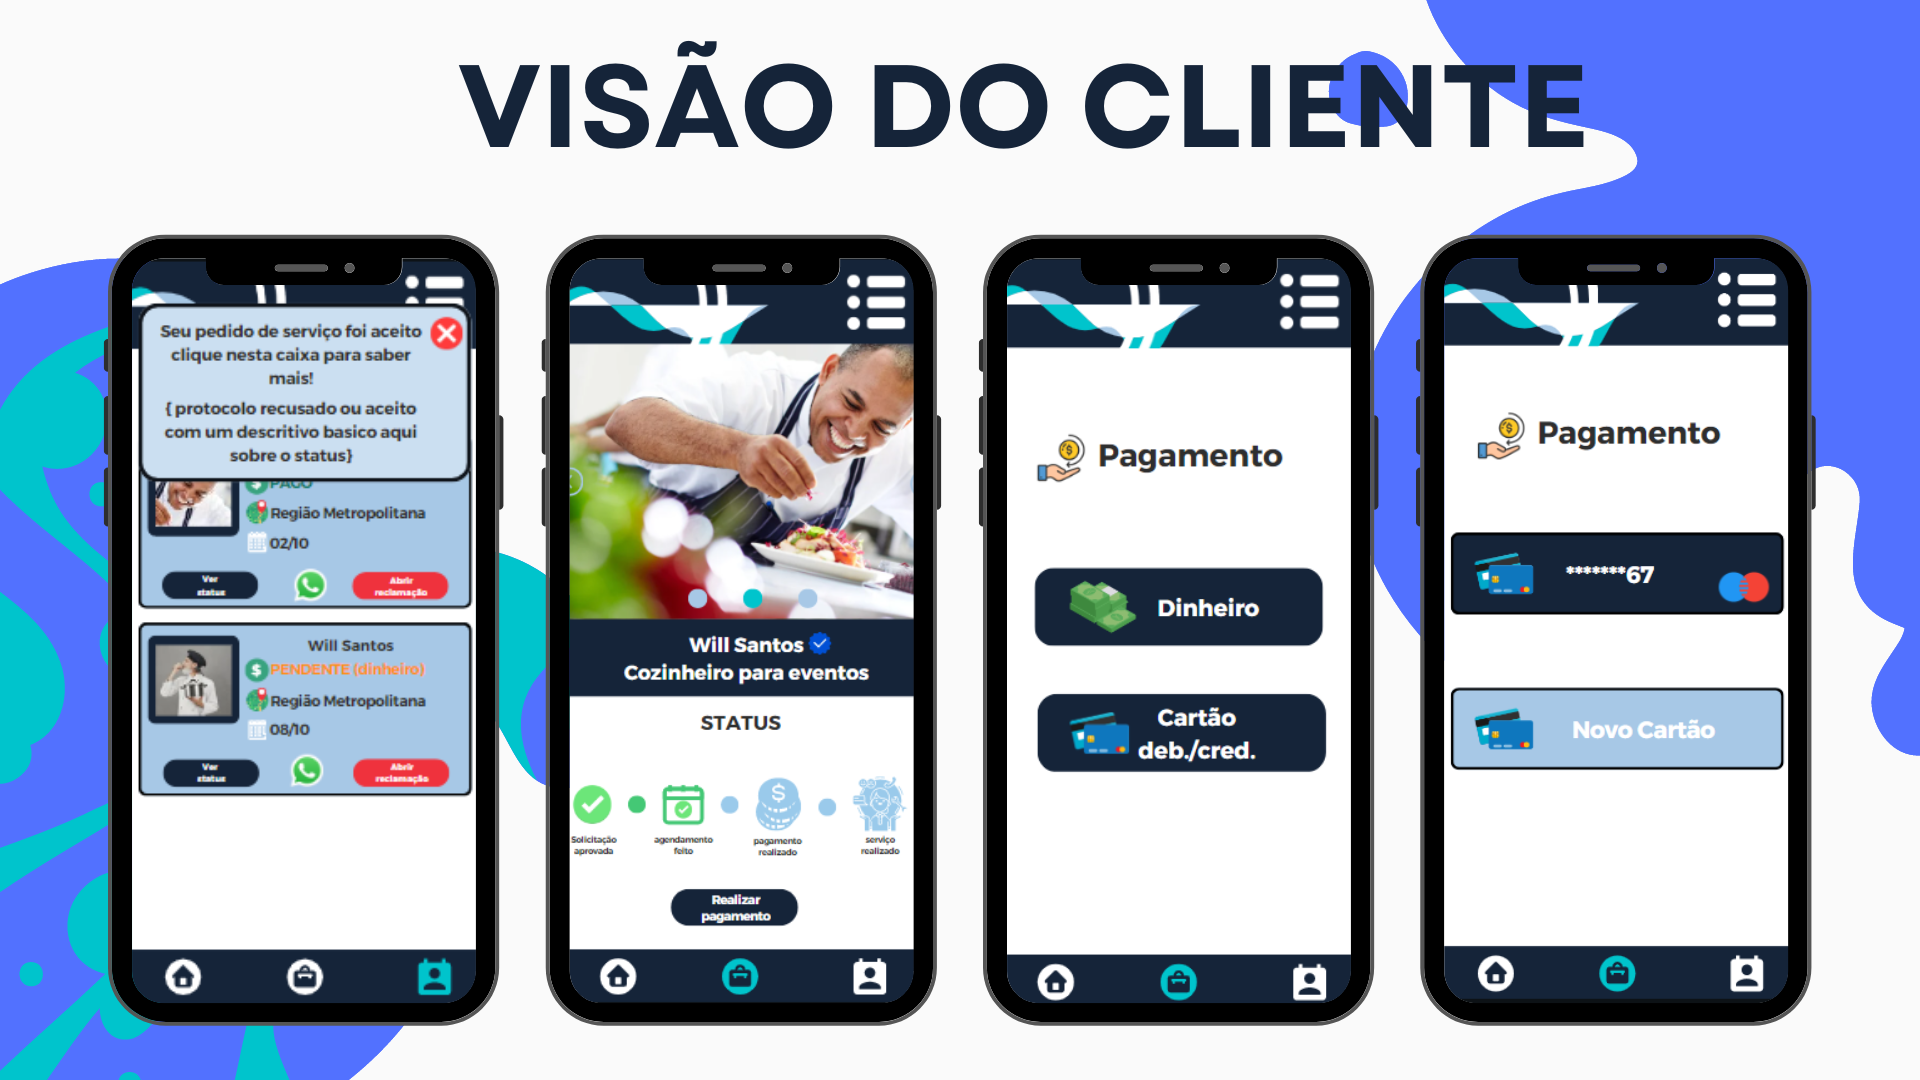 VISÃO DO CLIENTE
Seu pedido de serviço foi aceito
clique nesta caixa para saber
mais!
{ protocolo recusado ou aceito
com um descritivo basico aqui
sobre o status}
PAGO
Região Metropolitana
02/10
Ver
status
Abrir
reclamação
Will Santos
PENDENTE (dinheiro)
Região Metropolitana
08/10
Ver
status
Abrir
reclamação
Will Santos
Cozinheiro para eventos
STATUS
Solicitação
aprovada
agendamento
feito
pagamento
realizado
serviço
realizado
Realizar
pagamento
Pagamento
Dinheiro
Cartão
deb./cred.
Pagamento
*******67
Novo Cartão